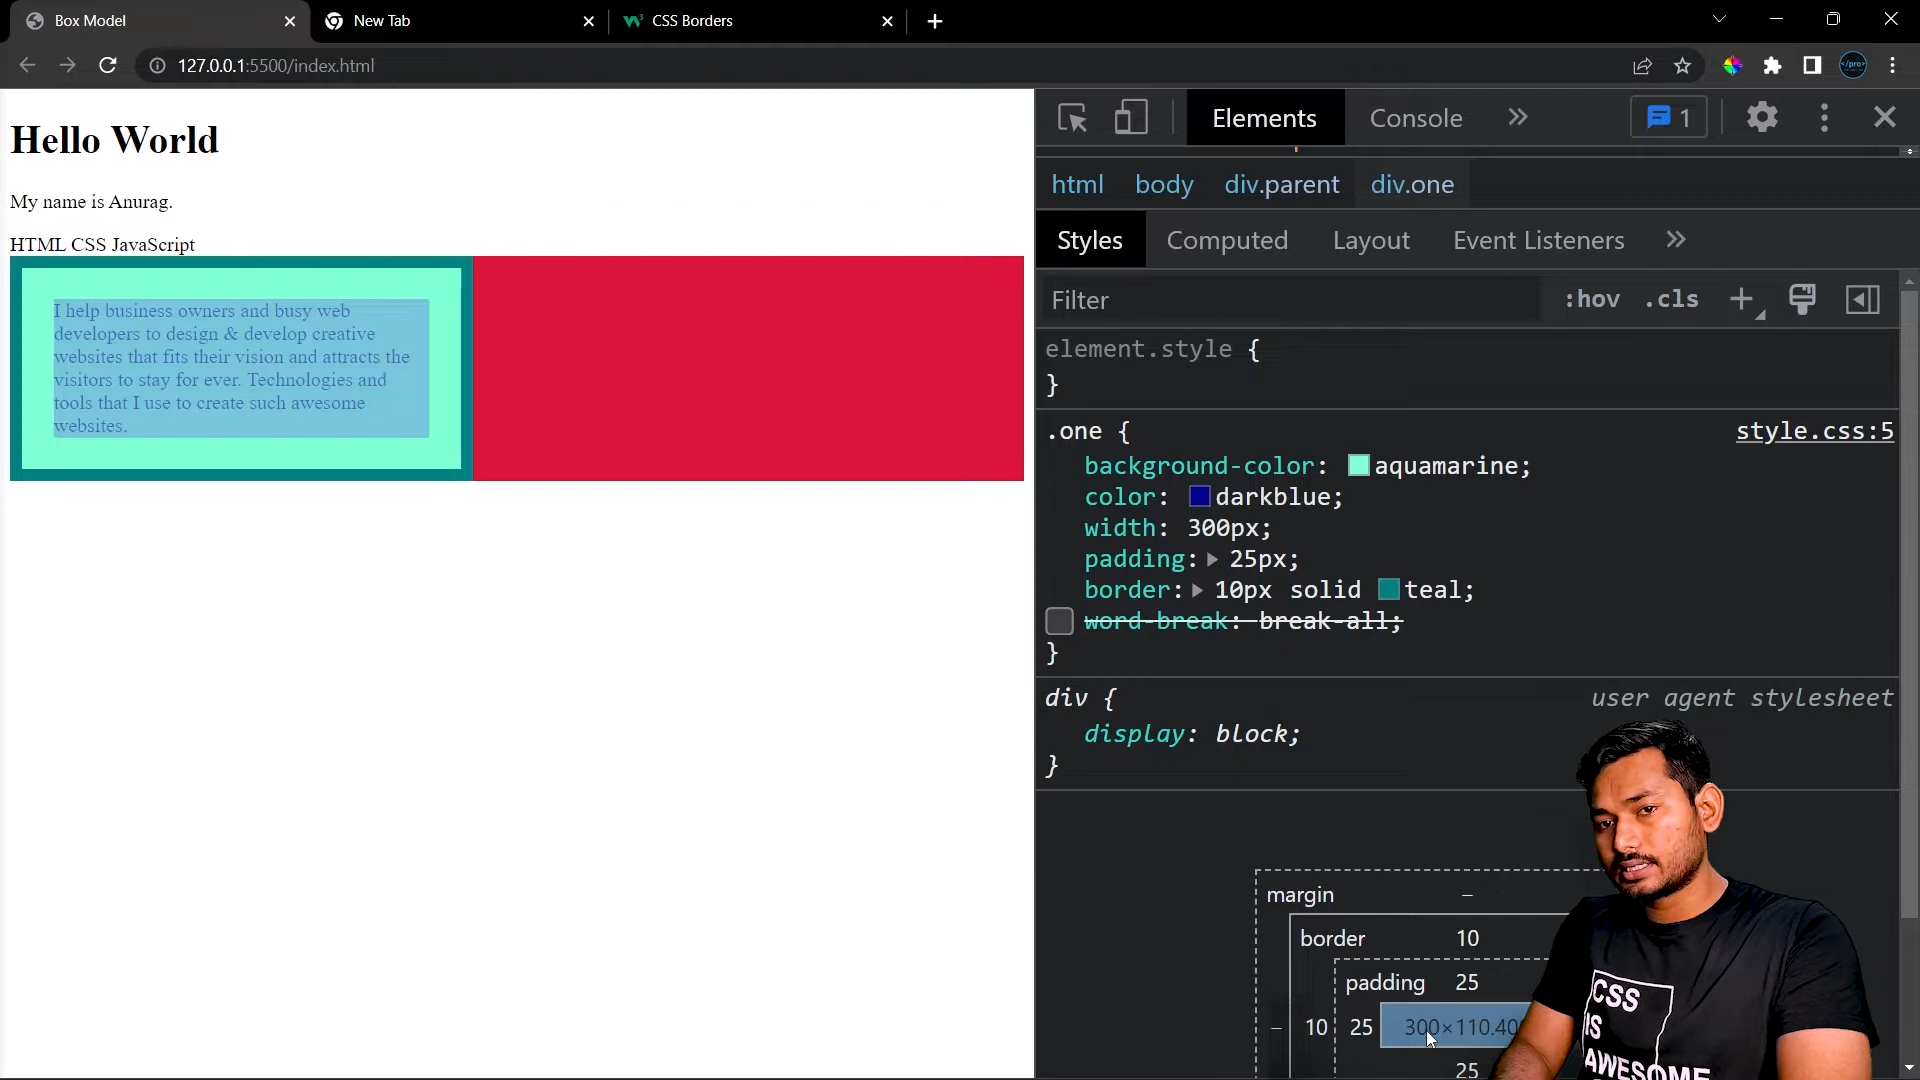 Box Model
New Tab
CSS Borders
127.0.0.1:5500/index.html
</pro>
Hello World
My name is Anurag.
HTML CSS JavaScript
I help business owners and busy web
developers to design & develop creative
websites that fits their vision and attracts the
visitors to stay for ever. Technologies and
tools that I use to create such awesome
websites.
Elements
Console
1
html body div.parent div.one
Styles Computed Layout Event Listeners
Filter
:hov .cls
element.style {
}
.one { style.css:5
background-color: aquamarine;
color: darkblue;
width: 300px;
padding: 25px;
border: 10px solid teal;
word-break: break-all;
}
div { user agent stylesheet
display: block;
}
margin –
border 10
padding 25
– 10 25 300×110.400
25
CSS
IS
AWESOME